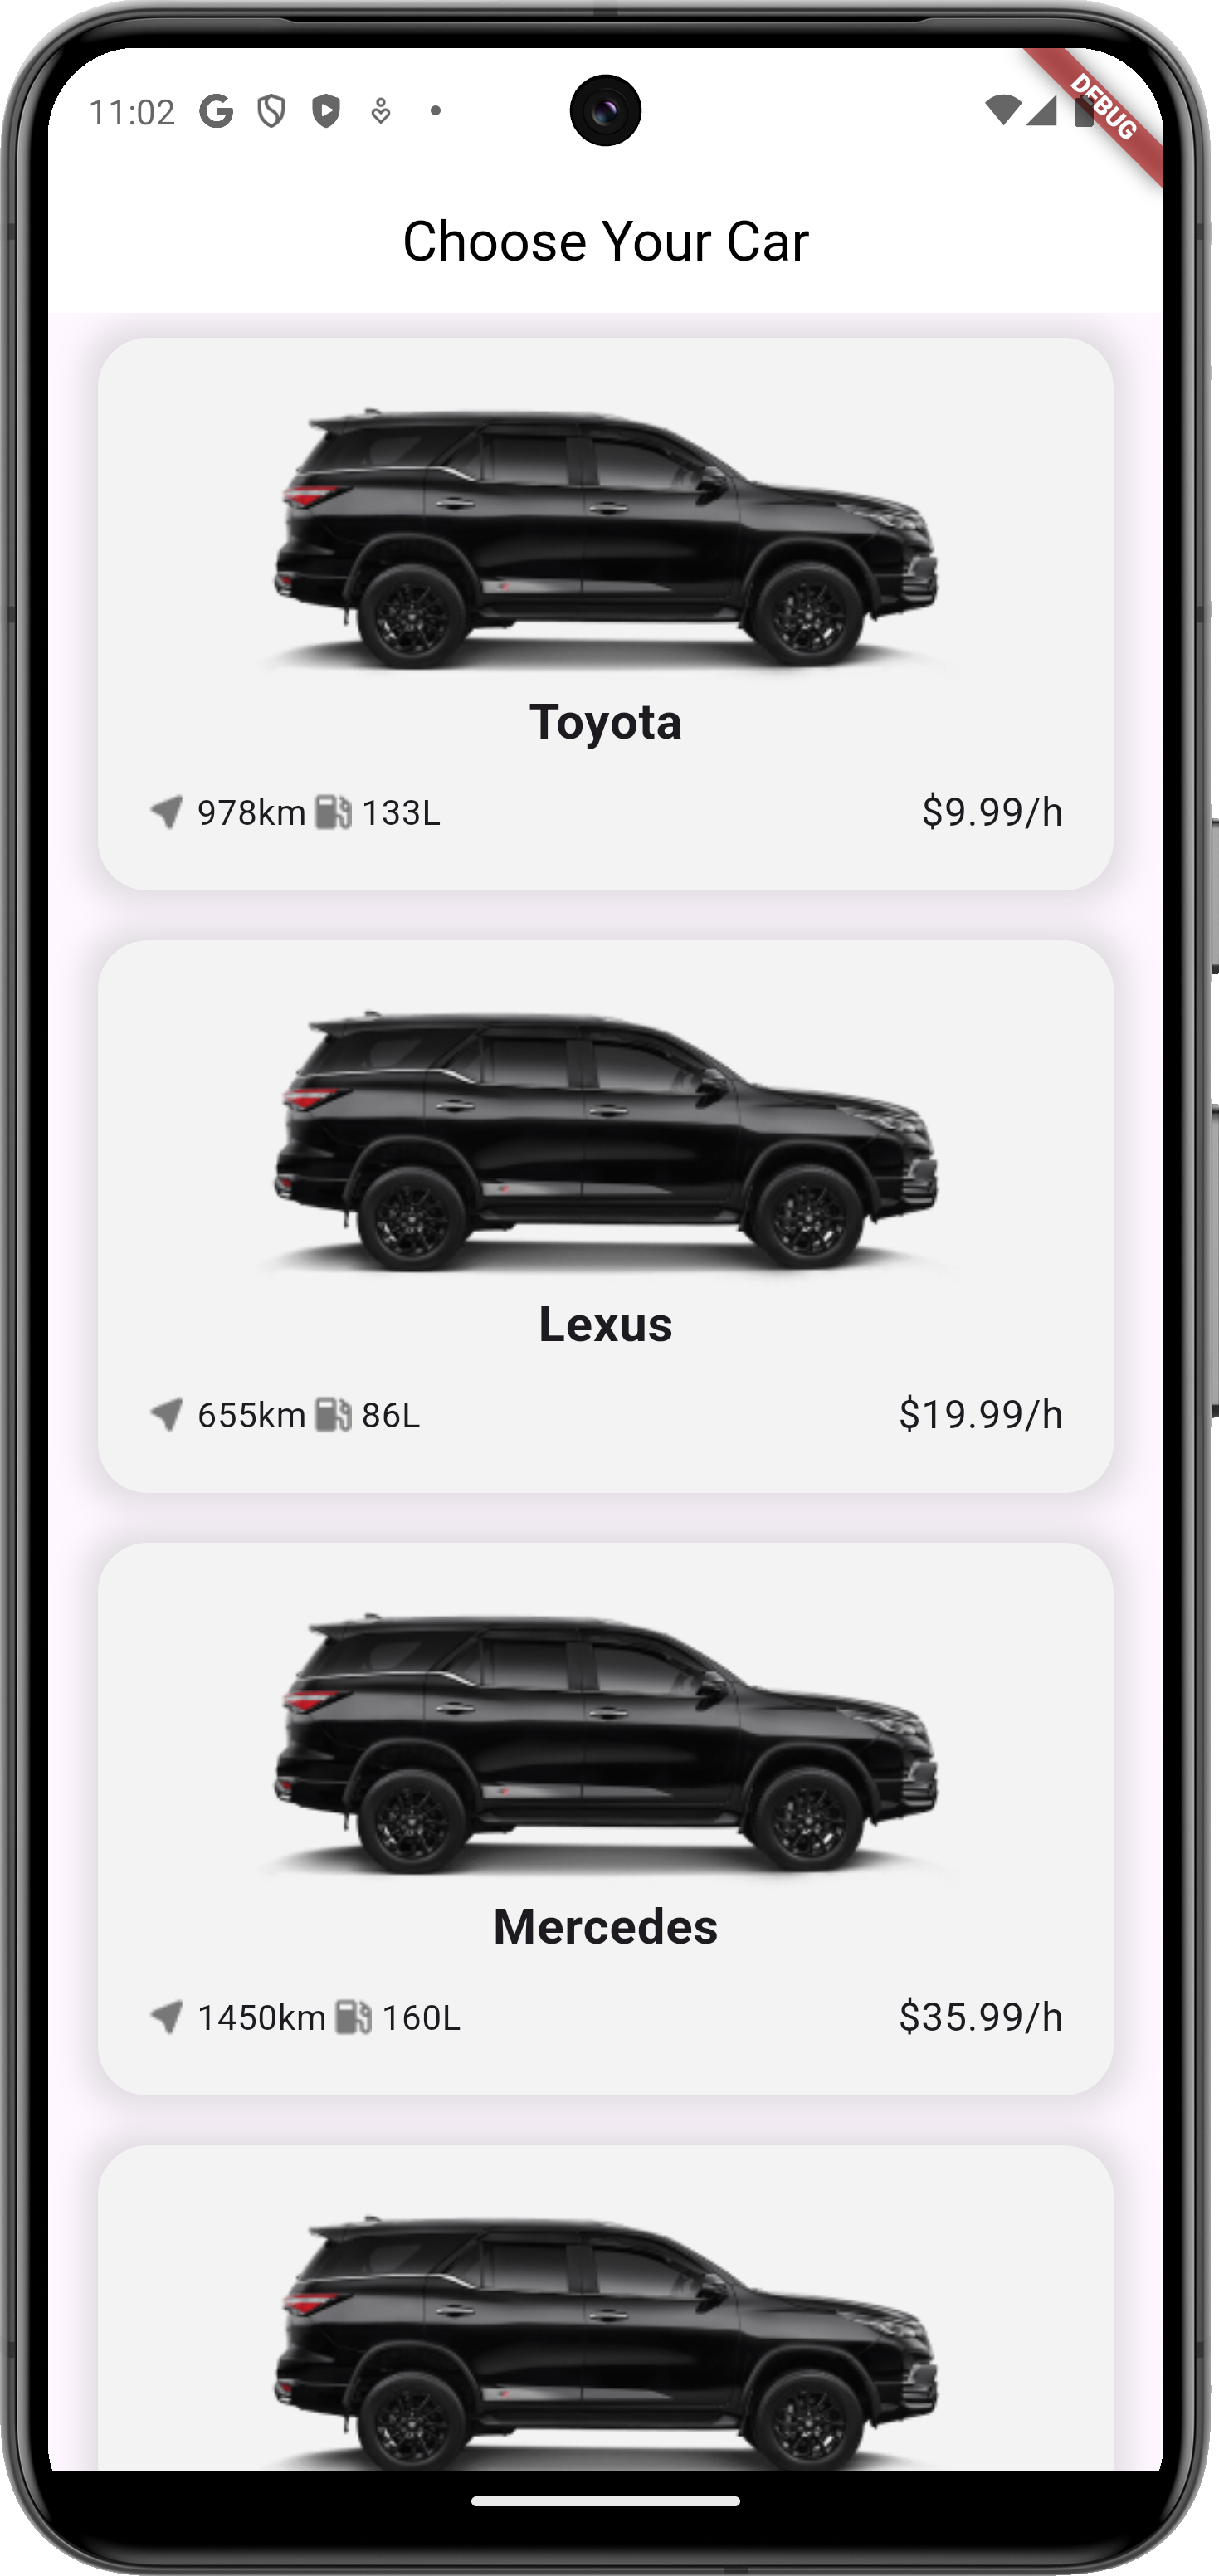 11:02
DEBUG
Choose Your Car
Toyota
978km 133L $9.99/h
Lexus
655km 86L $19.99/h
Mercedes
1450km 160L $35.99/h